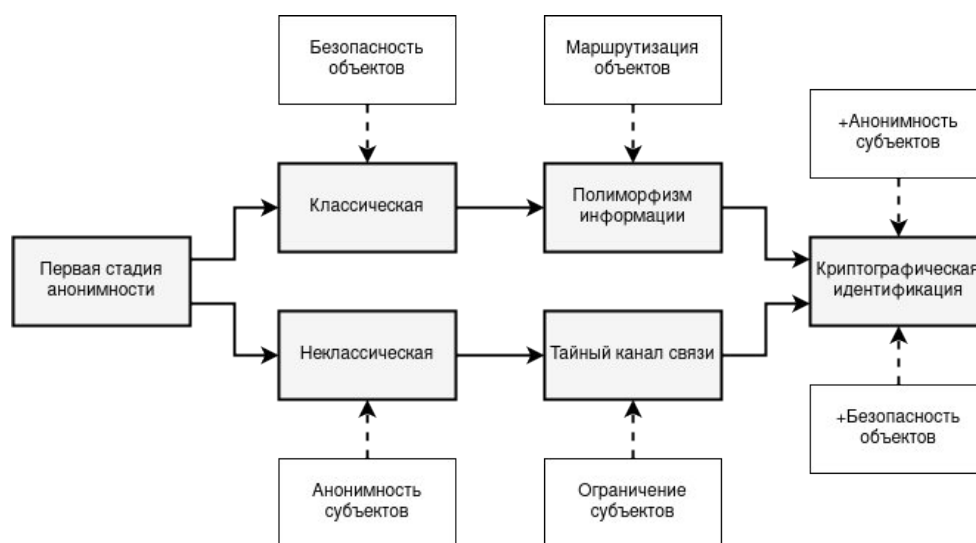 Безопасность
объектов
Маршрутизация
объектов
+Анонимность
субъектов
Классическая
Полиморфизм
информации
Первая стадия
анонимности
Криптографическая
идентификация
Неклассическая
Тайный канал связи
+Безопасность
объектов
Анонимность
субъектов
Ограничение
субъектов